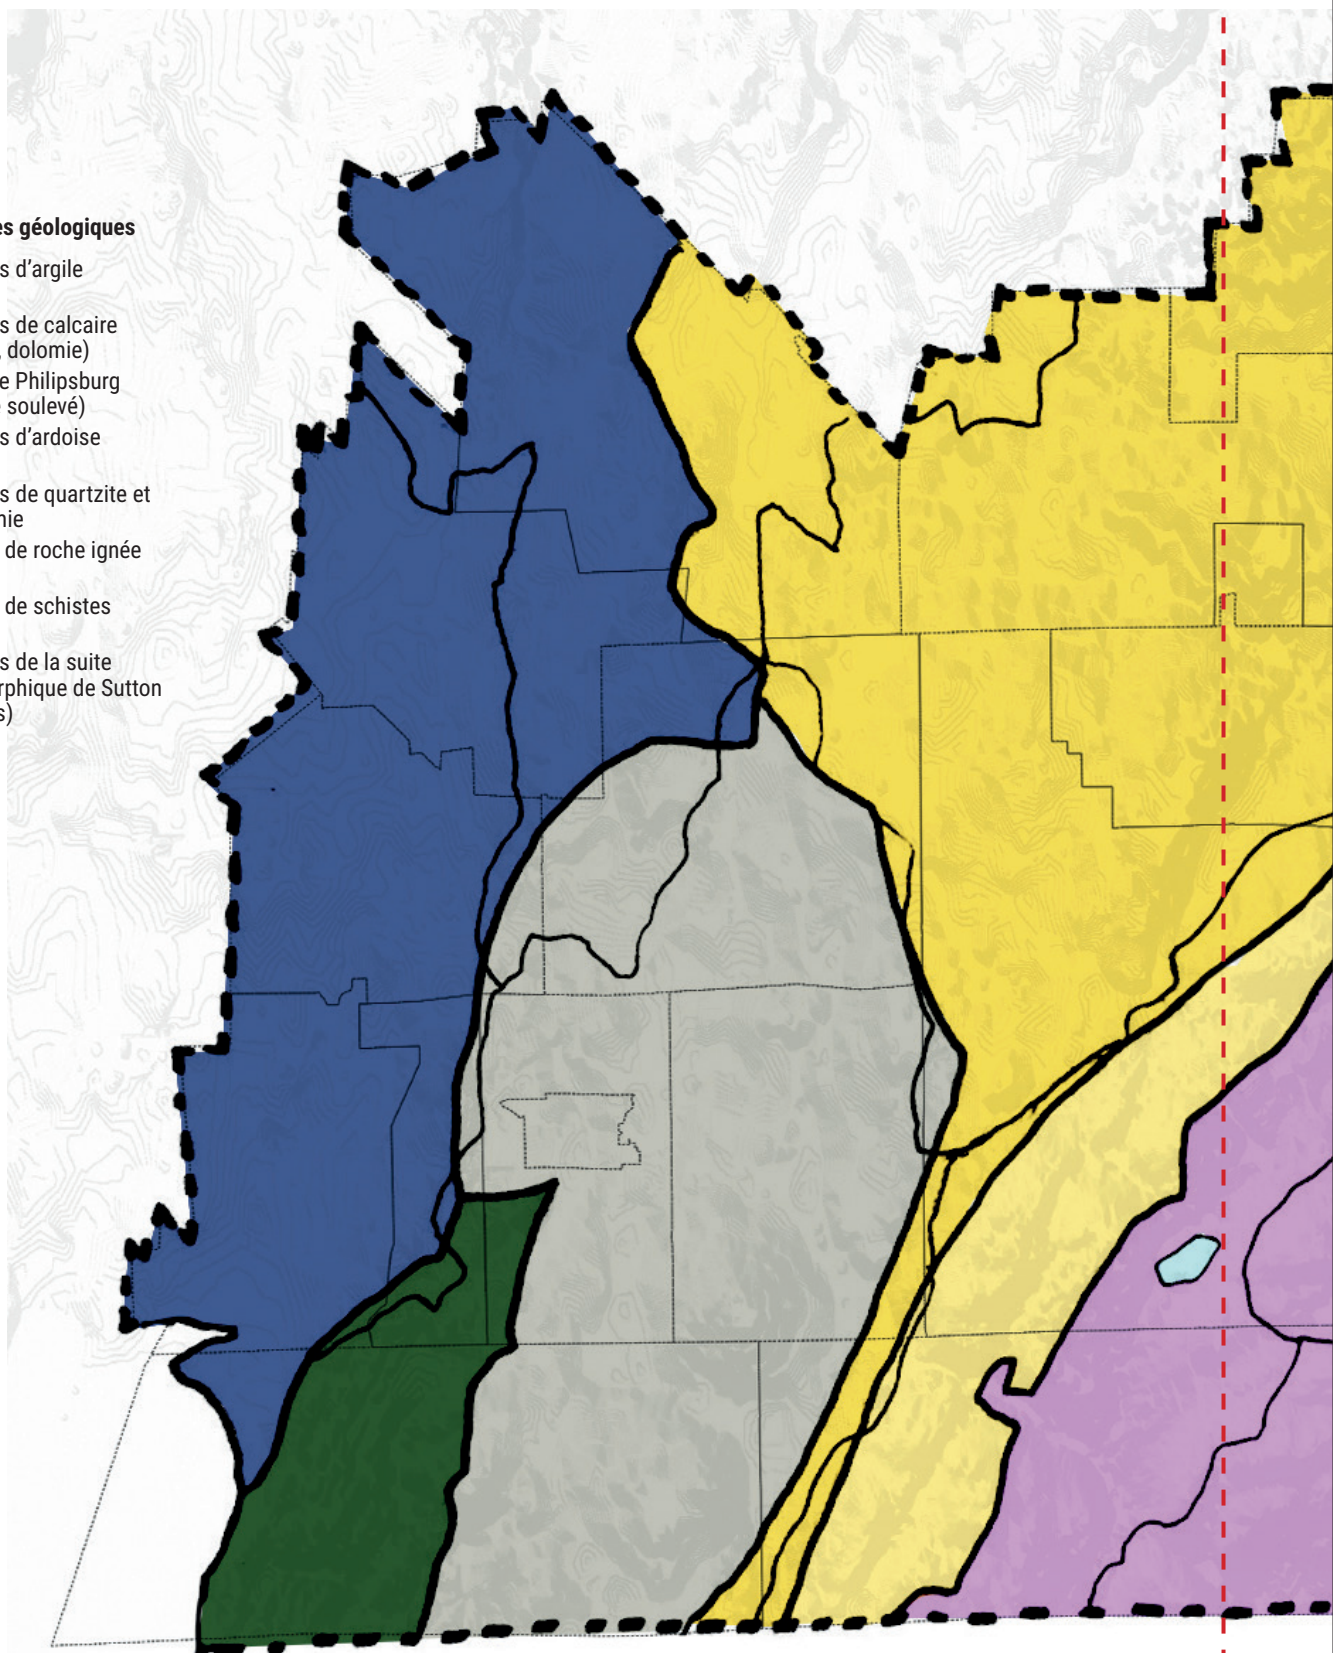 es géologiques
s d’argile
s de calcaire
, dolomie)
e Philipsburg
e soulevé)
s d’ardoise
s de quartzite et
nie
de roche ignée
de schistes
s de la suite
rphique de Sutton
s)